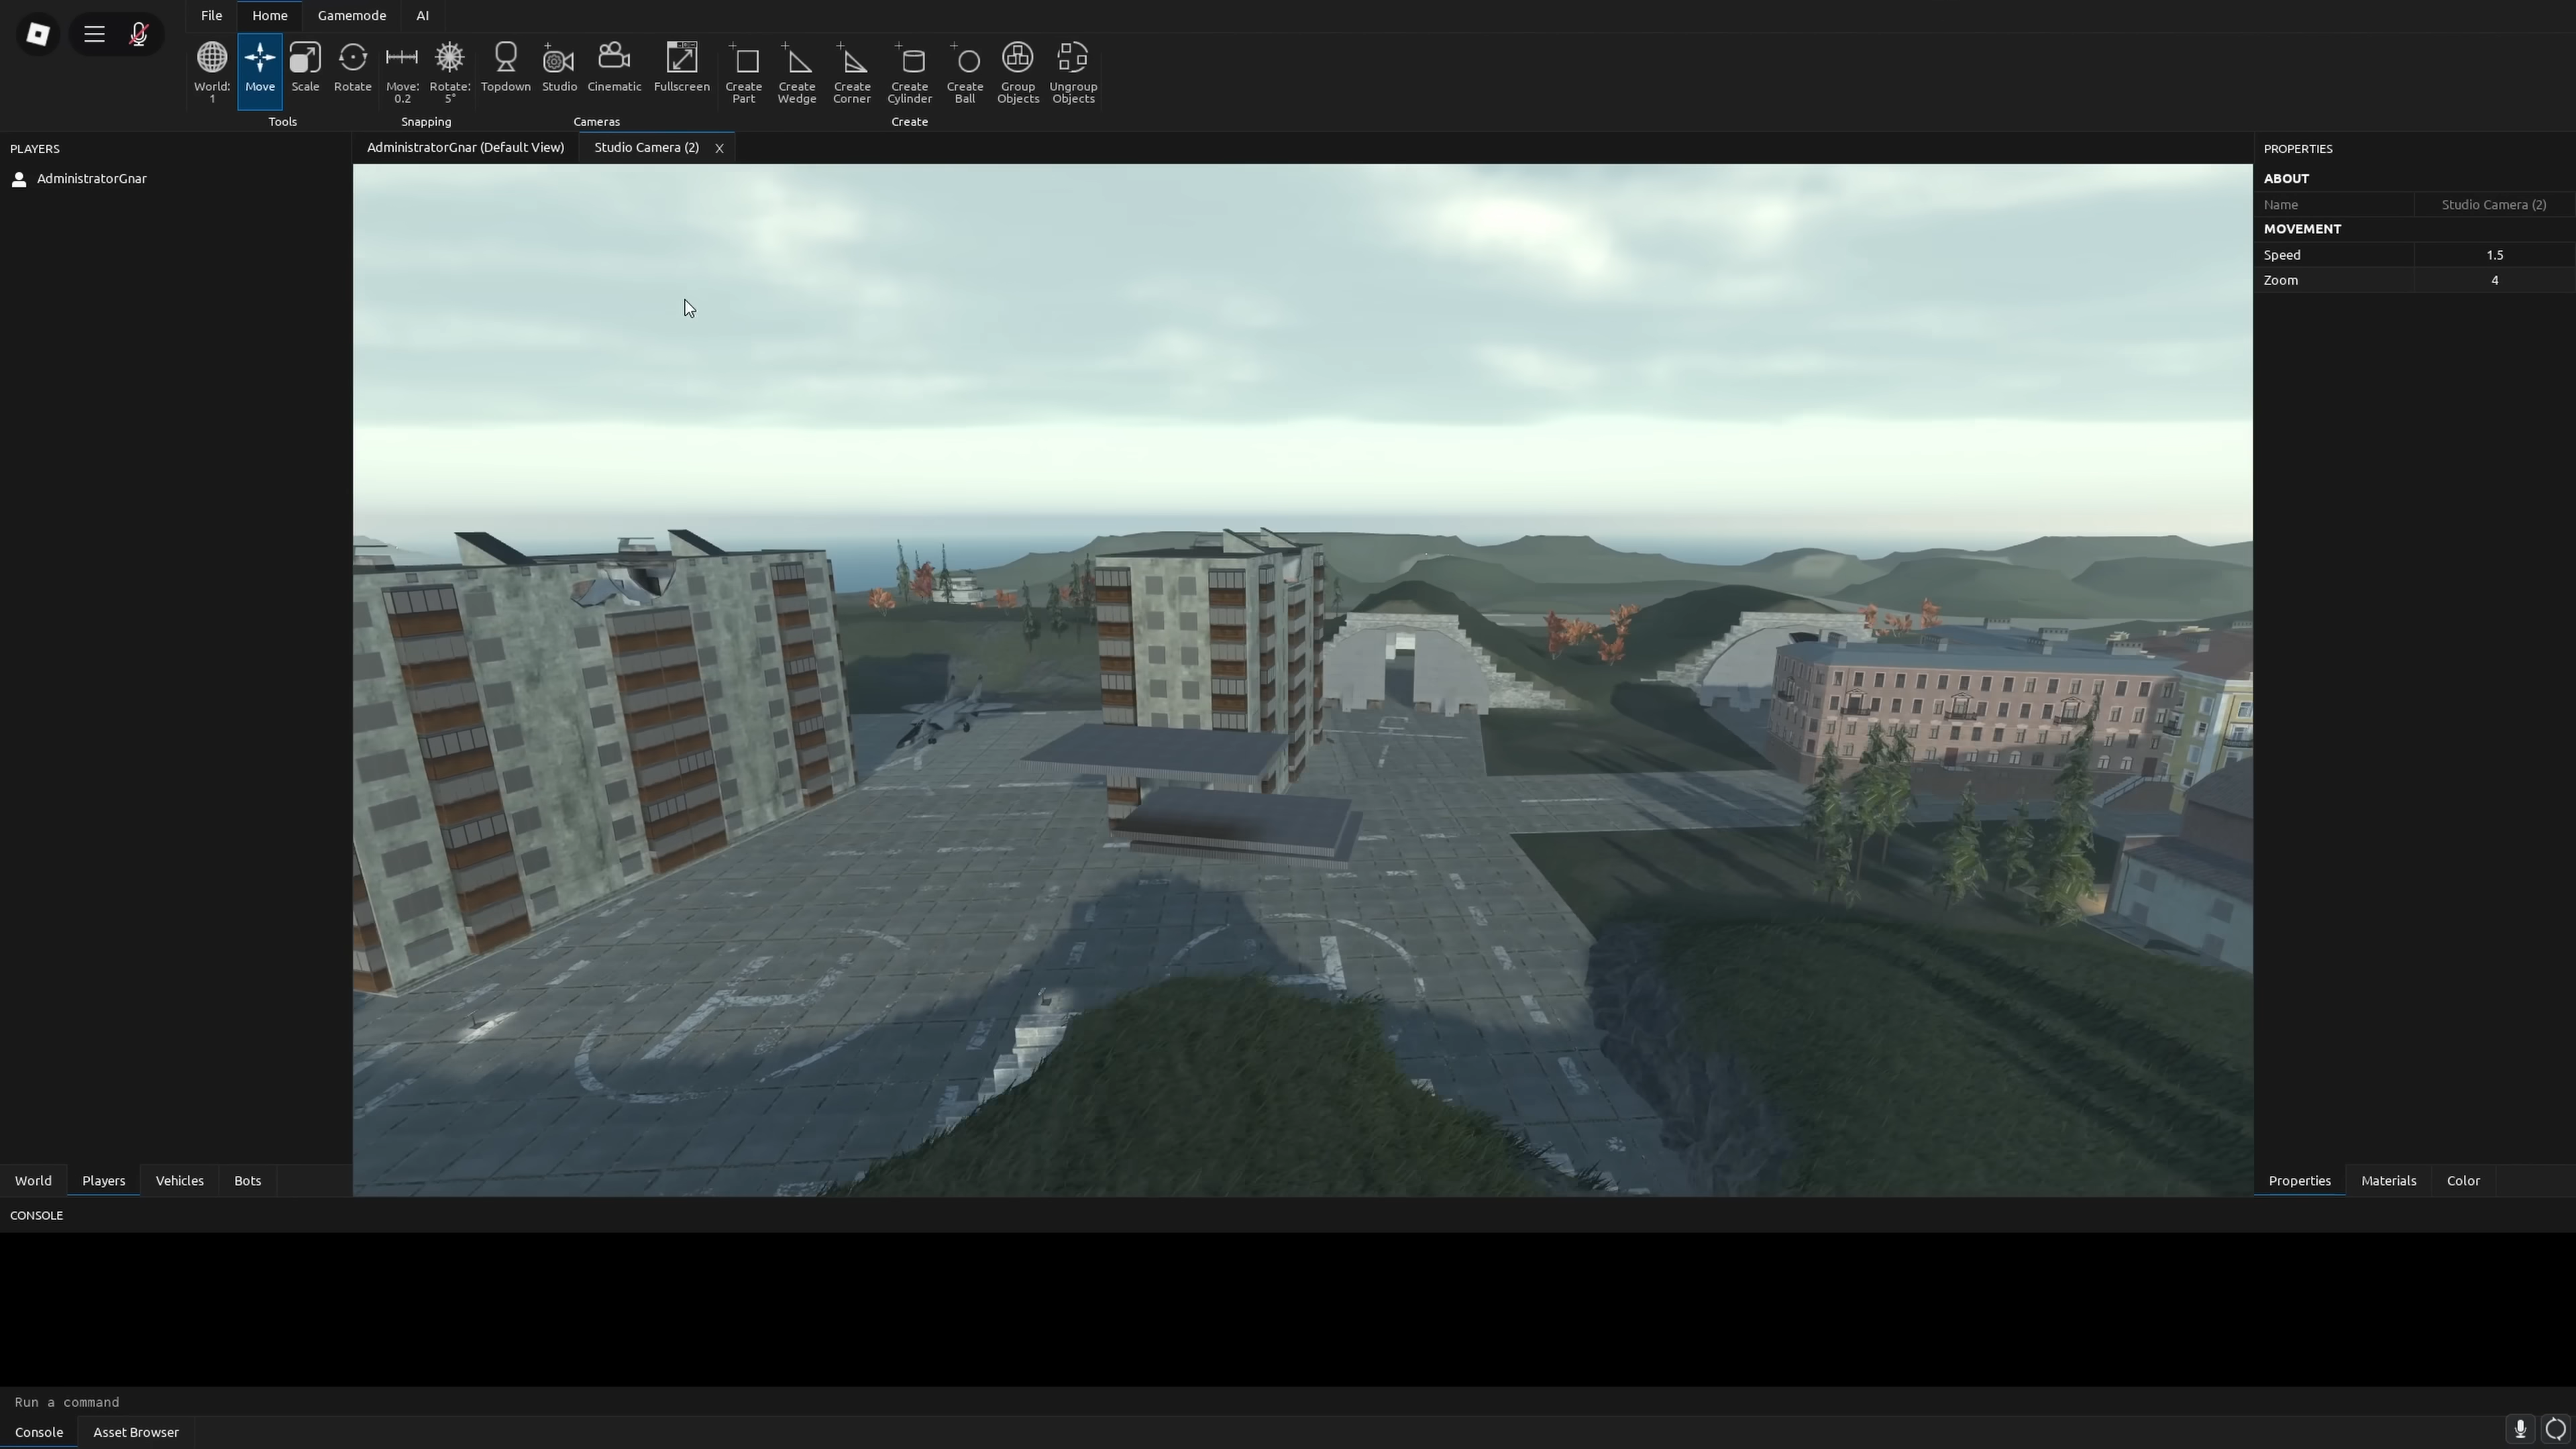 File Home Gamemode AI
World: 1 Move Scale Rotate Move: 0.2 Rotate: 5° Topdown Studio Cinematic Fullscreen Create Part Create Wedge Create Corner Create Cylinder Create Ball Group Objects Ungroup Objects
Tools Snapping Cameras Create
PLAYERS
AdministratorGnar
AdministratorGnar (Default View) Studio Camera (2) X
PROPERTIES
ABOUT
Name Studio Camera (2)
MOVEMENT
Speed 1.5
Zoom 4
World Players Vehicles Bots
Properties Materials Color
CONSOLE
Run a command
Console Asset Browser